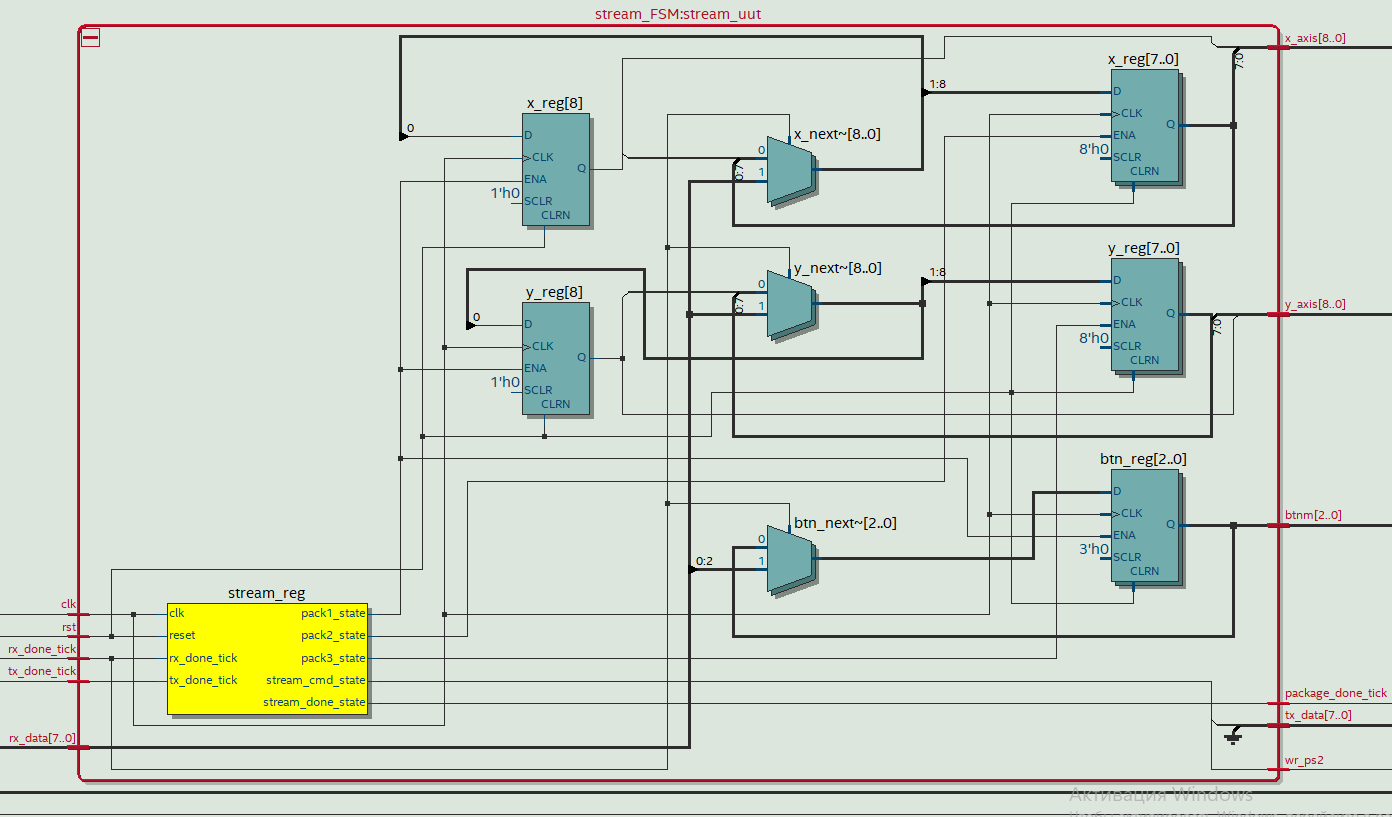 stream_FSM:stream_uut
x_axis[8..0]
7:0
x_reg[7..0]
1:8
D
CLK
ENA
8'h0
SCLR
CLRN
Q
x_reg[8]
0
D
CLK
ENA
1'h0
SCLR
CLRN
Q
x_next~[8..0]
0
1
0:7
y_reg[7..0]
1:8
D
CLK
ENA
8'h0
SCLR
CLRN
Q
7:0
y_axis[8..0]
y_next~[8..0]
0
1
0:7
y_reg[8]
0
D
CLK
ENA
1'h0
SCLR
CLRN
Q
btn_reg[2..0]
D
CLK
ENA
3'h0
SCLR
CLRN
Q
btnm[2..0]
btn_next~[2..0]
0
1
0:2
stream_reg
clk
rst
rx_done_tick
tx_done_tick
rx_data[7..0]
clk
reset
rx_done_tick
tx_done_tick
pack1_state
pack2_state
pack3_state
stream_cmd_state
stream_done_state
package_done_tick
tx_data[7..0]
wr_ps2
Активация Windows